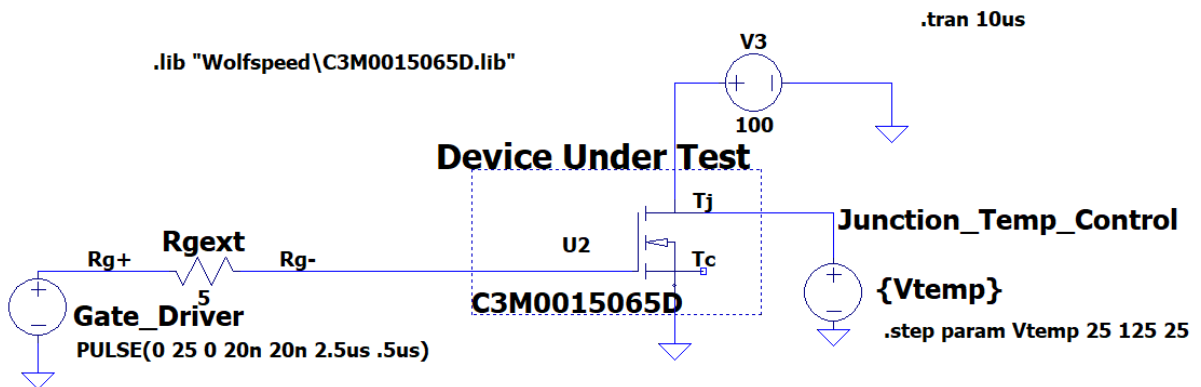 .tran 10us
V3
.lib "Wolfspeed\C3M0015065D.lib"
100
Device Under Test
Tj
Junction_Temp_Control
Rgext
U2
Rg+
Rg-
Tc
5
{Vtemp}
C3M0015065D
Gate_Driver
.step param Vtemp 25 125 25
PULSE(0 25 0 20n 20n 2.5us .5us)